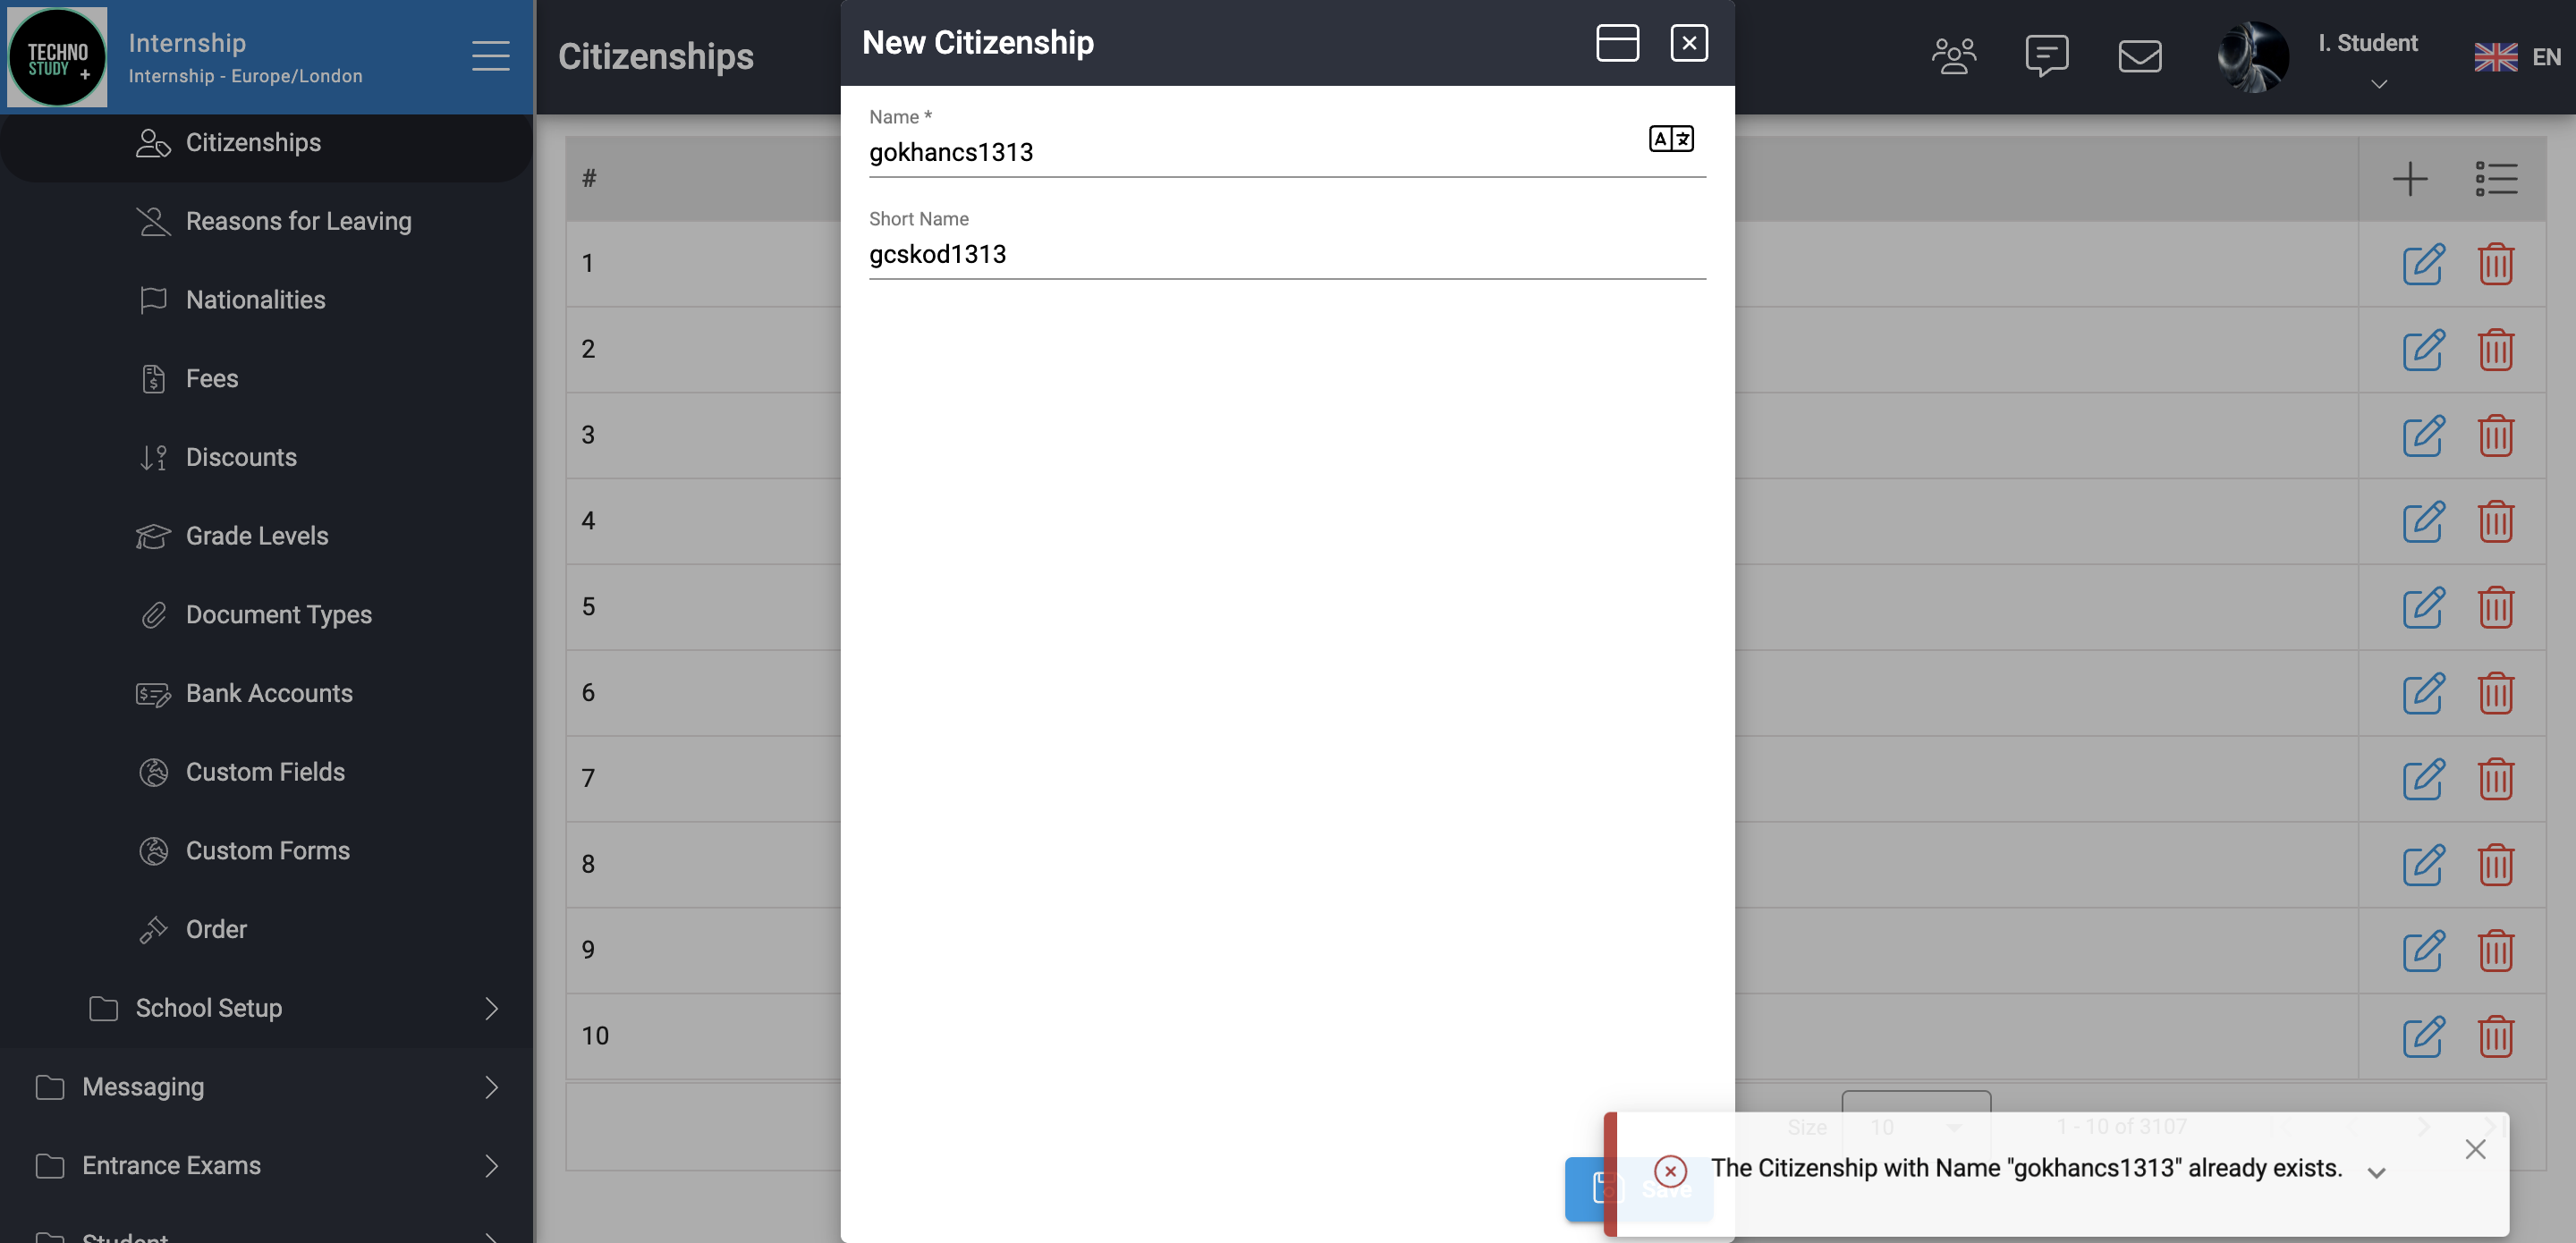 TECHNO
STUDY
Internship
Internship - Europe/London
Citizenships
Reasons for Leaving
Nationalities
Fees
Discounts
Grade Levels
Document Types
Bank Accounts
Custom Fields
Custom Forms
Order
School Setup
Messaging
Entrance Exams
Student
Citizenships
I. Student
EN
#
1
2
3
4
5
6
7
8
9
10
Size 10 1 - 10 of 3107
New Citizenship
Name *
gokhancs1313
Short Name
gcskod1313
Save
The Citizenship with Name "gokhancs1313" already exists.